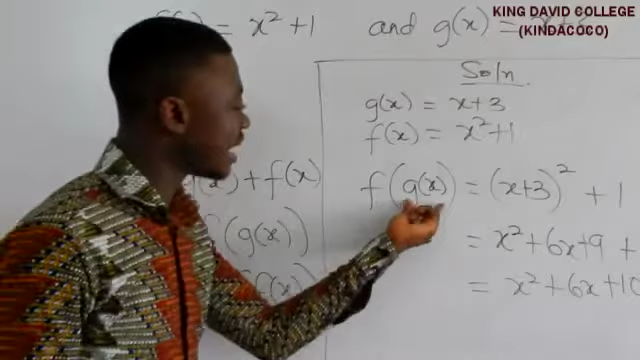 KING DAVID COLLEGE
(KINDACOCO)
= x² + 1 and g(x) =
Soln
g(x) = x+3
f(x) = x²+1
+ f(x)
f(g(x)) = (x+3)² + 1
(g(x))
= x² + 6x + 9 +
= x² + 6x + 10